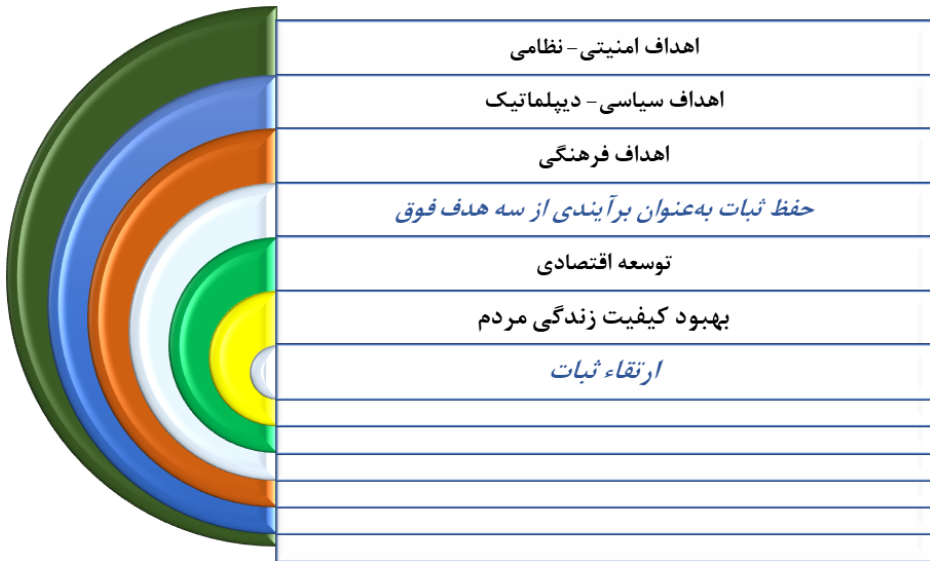 اهداف امنیتی- نظامی
اهداف سیاسی- دیپلماتیک
اهداف فرهنگی
حفظ ثبات به‌عنوان برآیندی از سه هدف فوق
توسعه اقتصادی
بهبود کیفیت زندگی مردم
ارتقاء ثبات